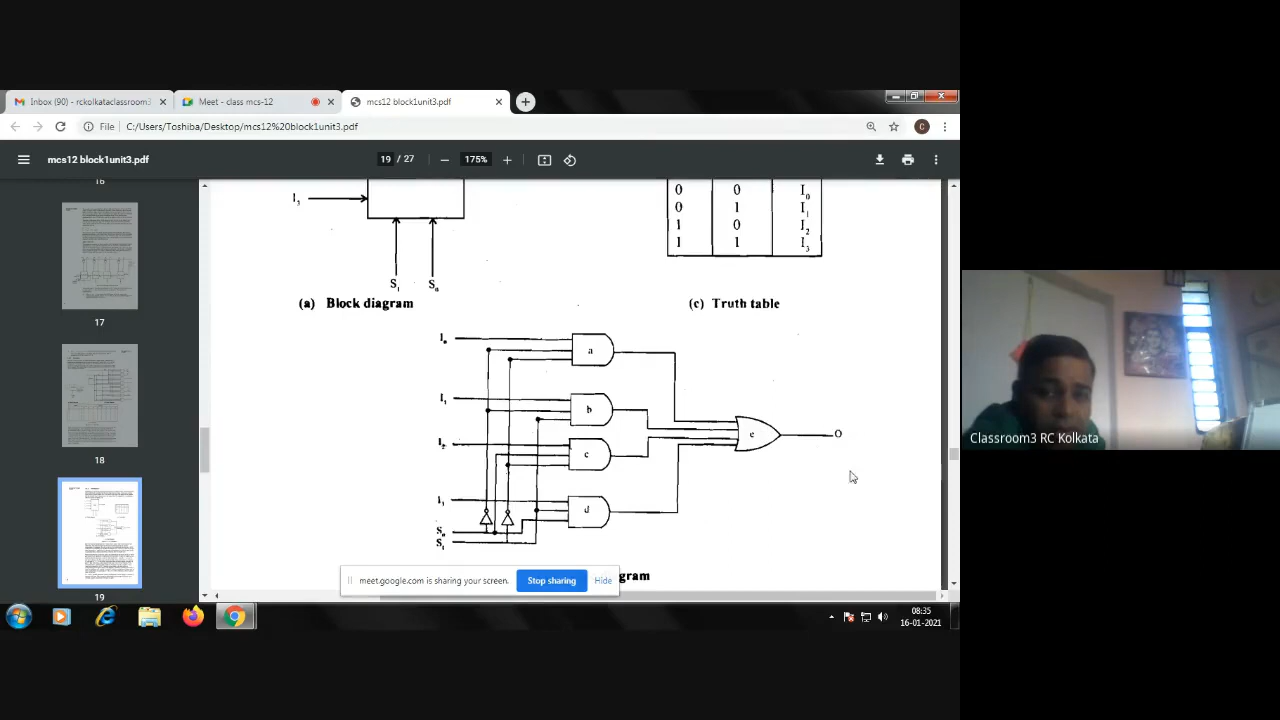 Inbox (90) - rckolkataclassroom3
Meet - class mcs-12
mcs12 block1unit3.pdf
File
C:/Users/Toshiba/Desktop/mcs12%20block1unit3.pdf
C
mcs12 block1unit3.pdf
19 / 27
175%
16
17
18
19
I3
S1 S0
(a) Block diagram
0 0 I0
0 1 I1
1 0 I2
1 1 I3
(c) Truth table
I0
a
I1
b
I2
c
d
S0
S1
e
O
gram
meet.google.com is sharing your screen.
Stop sharing
Hide
08:35
16-01-2021
Classroom3 RC Kolkata